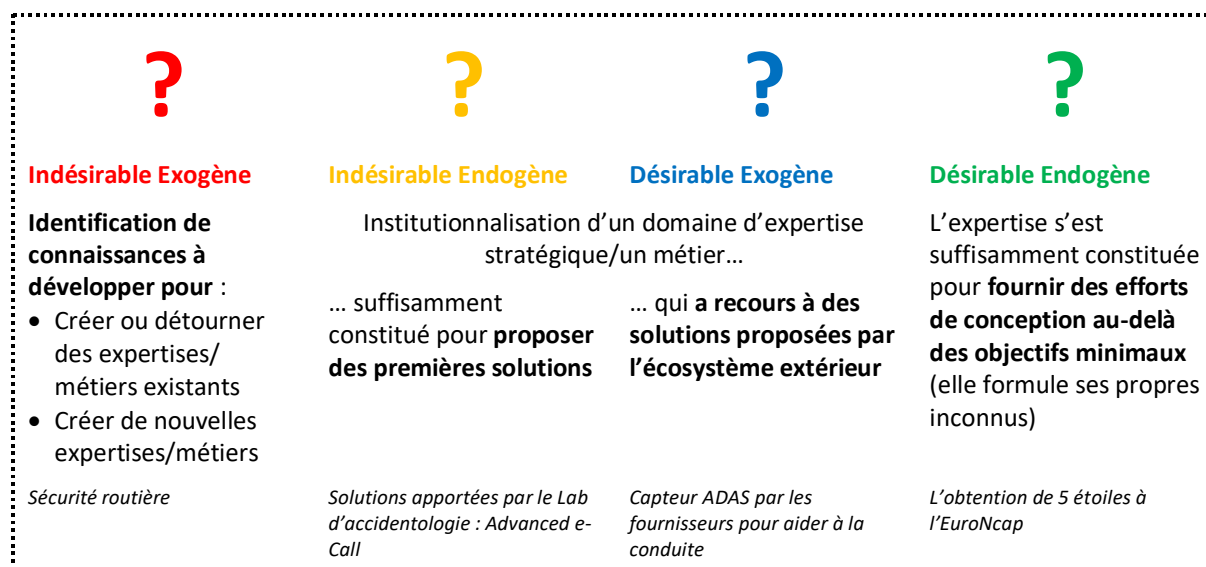 ? ? ? ?
Indésirable Exogène
Identification de
connaissances à
développer pour :
• Créer ou détourner
des expertises/
métiers existants
• Créer de nouvelles
expertises/métiers
Sécurité routière
Indésirable Endogène
Désirable Exogène
Institutionnalisation d’un domaine d’expertise
stratégique/un métier…
… suffisamment
constitué pour proposer
des premières solutions
Solutions apportées par le Lab
d’accidentologie : Advanced e-
Call
… qui a recours à des
solutions proposées par
l’écosystème extérieur
Capteur ADAS par les
fournisseurs pour aider à la
conduite
Désirable Endogène
L’expertise s’est
suffisamment constituée
pour fournir des efforts
de conception au-delà
des objectifs minimaux
(elle formule ses propres
inconnus)
L’obtention de 5 étoiles à
l’EuroNcap